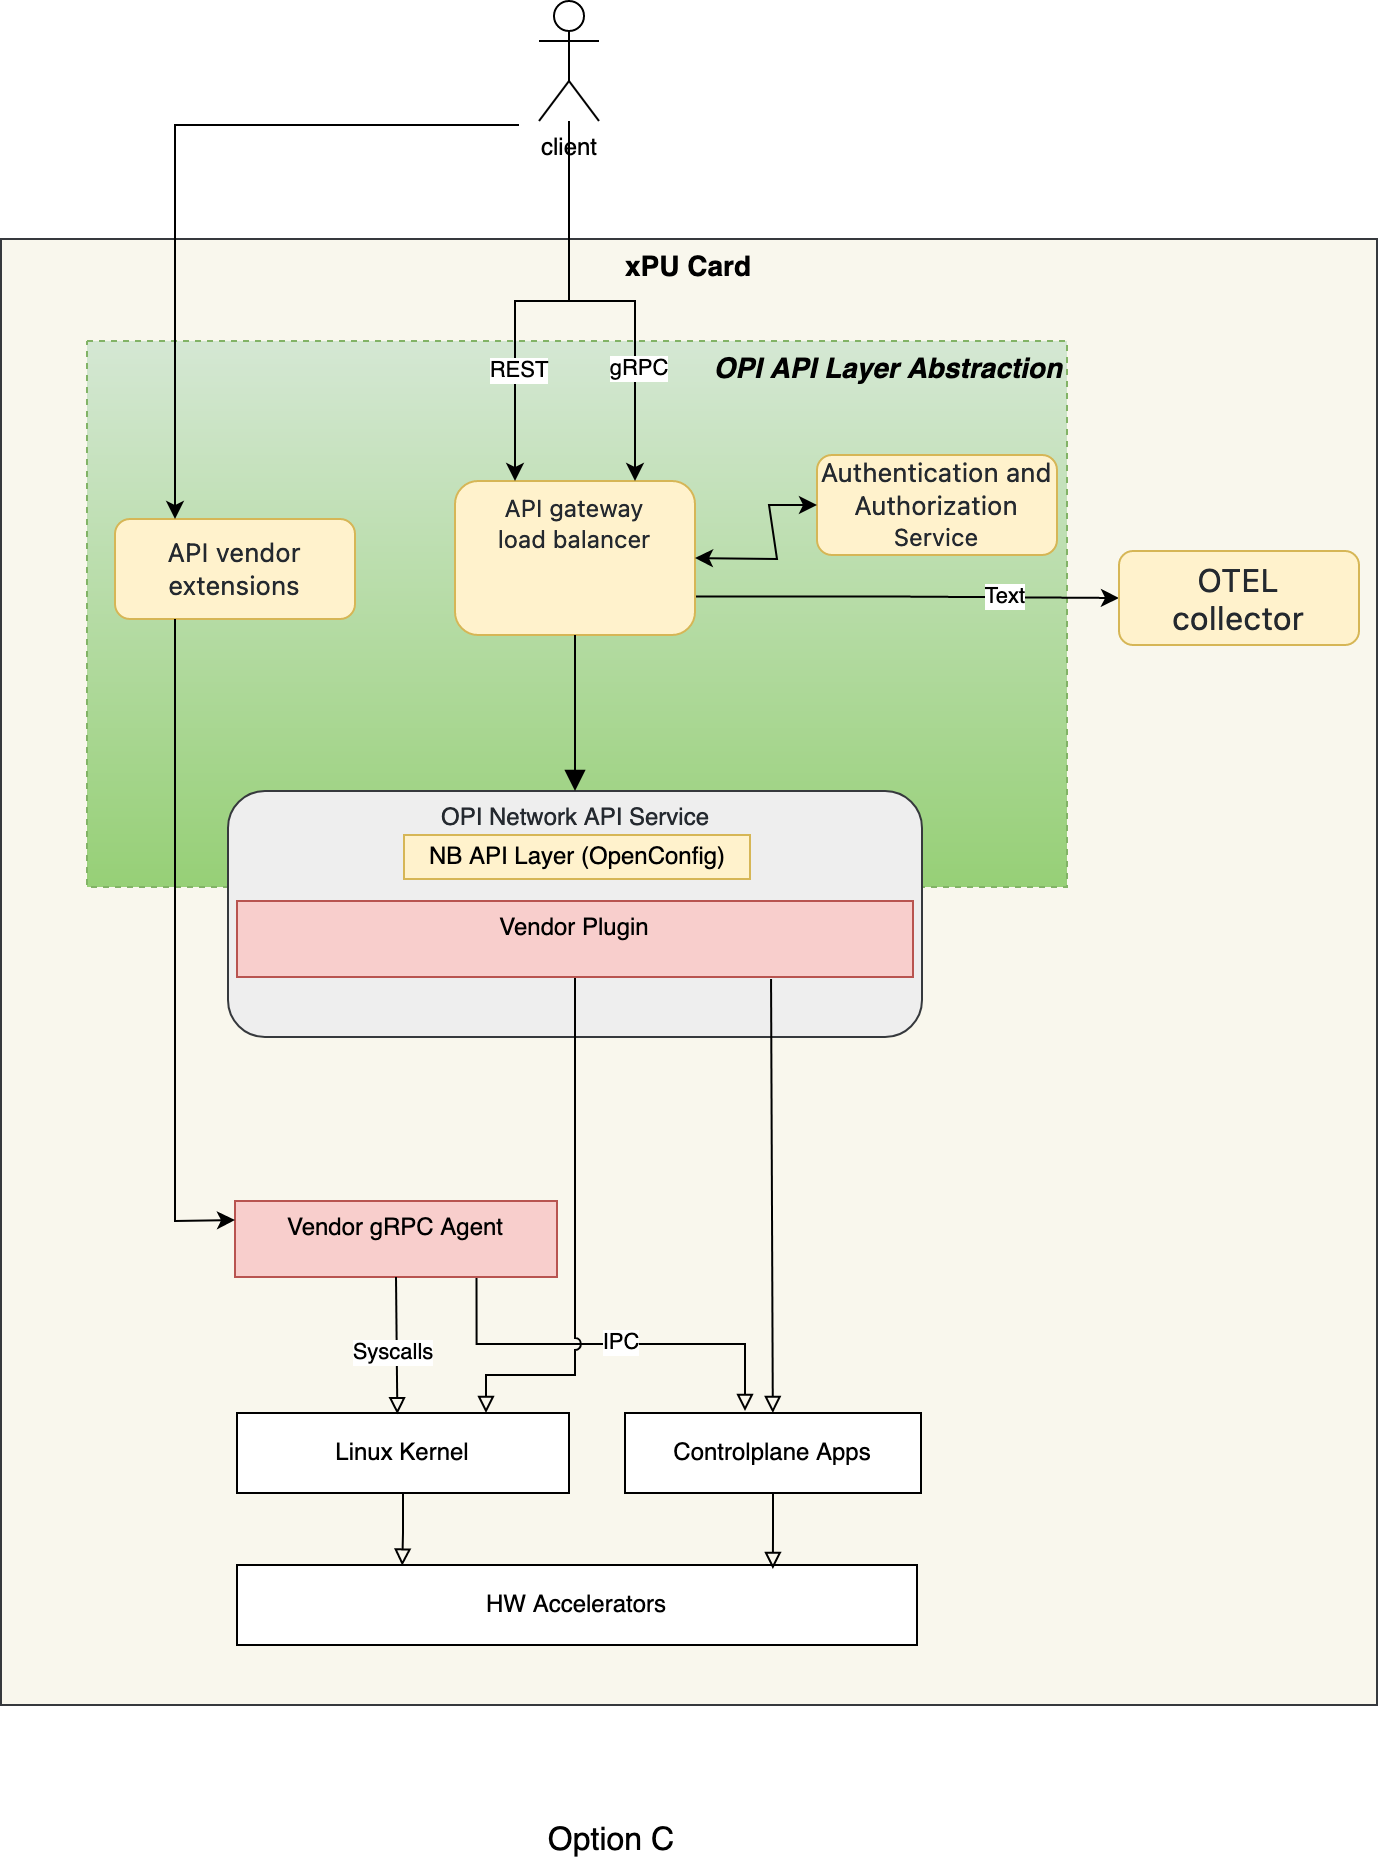 client
xPU Card
REST
gRPC
OPI API Layer Abstraction
API gateway
load balancer
Authentication and
Authorization
Service
API vendor
extensions
Text
OTEL
collector
OPI Network API Service
NB API Layer (OpenConfig)
Vendor Plugin
Vendor gRPC Agent
Syscalls
IPC
Linux Kernel
Controlplane Apps
HW Accelerators
Option C